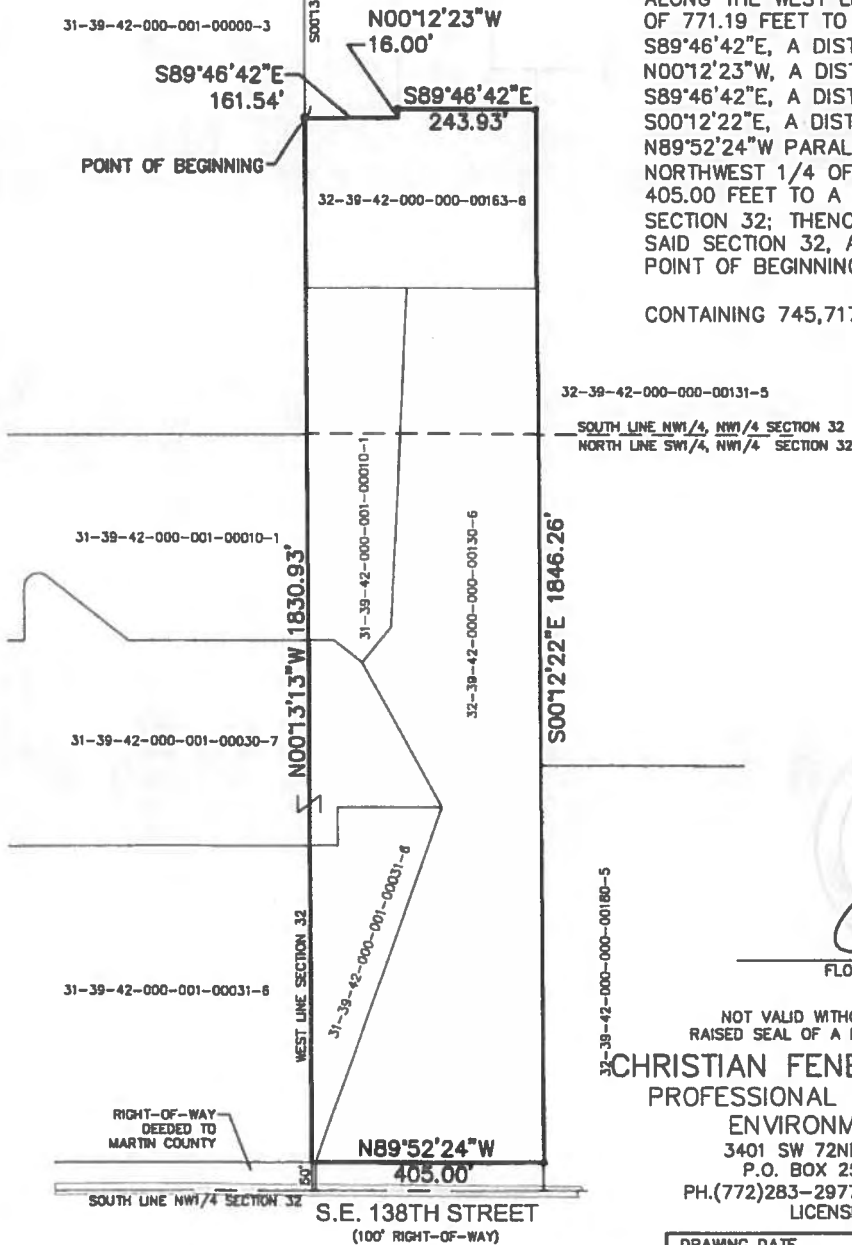 ALONG THE WEST
OF 771.19 FEET TO
S89°46'42"E, A DIST
N00°12'23"W, A DIST
S89°46'42"E, A DIST
S00°12'22"E, A DIST
N89°52'24"W PARAL
NORTHWEST 1/4 OF
405.00 FEET TO A
SECTION 32; THENC
SAID SECTION 32, A
POINT OF BEGINNING
CONTAINING 745,717
31-39-42-000-001-00000-3
S00°13
N00°12'23"W
16.00'
S89°46'42"E
161.54'
S89°46'42"E
243.93'
POINT OF BEGINNING
32-39-42-000-000-00163-6
32-39-42-000-000-00131-5
SOUTH LINE NW1/4, NW1/4 SECTION 32
NORTH LINE SW1/4, NW1/4 SECTION 32
31-39-42-000-001-00010-1
31-39-42-000-001-00010-1
32-39-42-000-000-00130-6
N00°13'13"W 1830.93'
S00°12'22"E 1846.26'
31-39-42-000-001-00030-7
31-39-42-000-001-00031-6
32-39-42-000-000-00180-5
WEST LINE SECTION 32
31-39-42-000-001-00031-6
RIGHT-OF-WAY
DEEDED TO
MARTIN COUNTY
N89°52'24"W
405.00'
50'
SOUTH LINE NW1/4 SECTION 32
S.E. 138TH STREET
(100' RIGHT-OF-WAY)
FLO
NOT VALID WITH
RAISED SEAL OF A
CHRISTIAN FENE
PROFESSIONAL
ENVIRONM
3401 SW 72N
P.O. BOX 25
PH.(772)283-2977
LICENS
DRAWING DATE